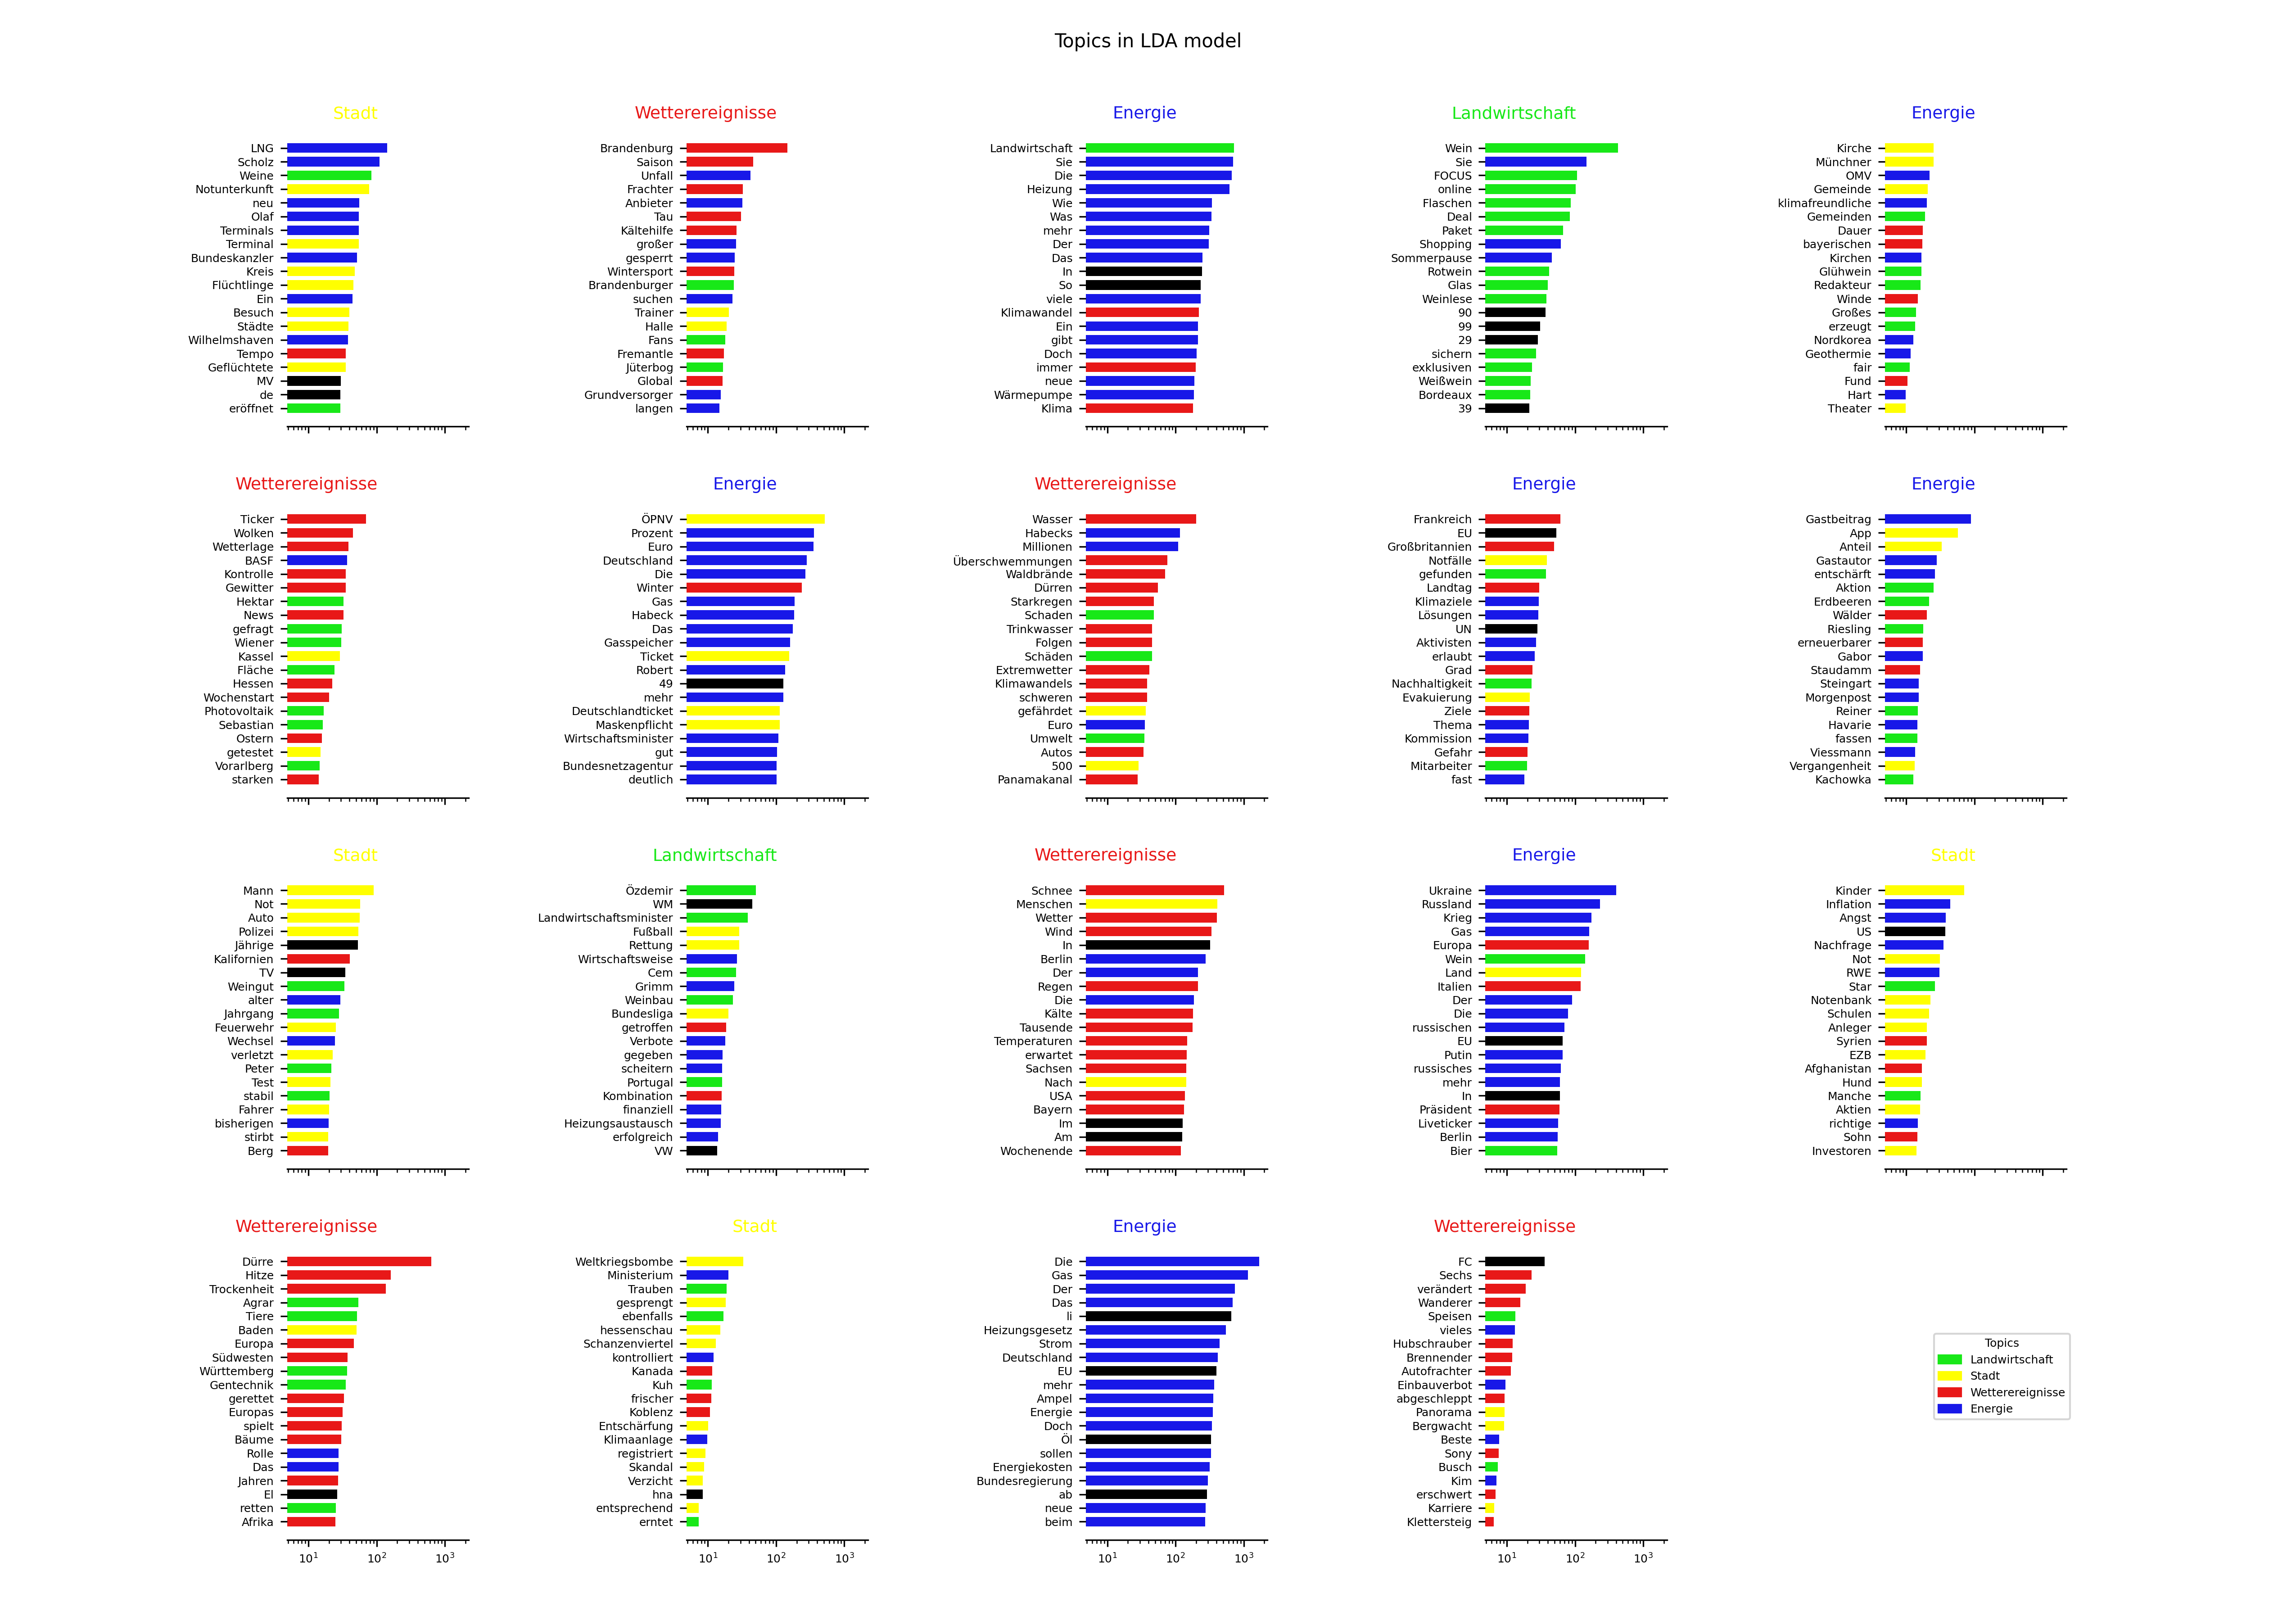 Topics in LDA model
Stadt
LNG
Scholz
Weine
Notunterkunft
neu
Olaf
Terminals
Terminal
Bundeskanzler
Kreis
Flüchtlinge
Ein
Besuch
Städte
Wilhelmshaven
Tempo
Geflüchtete
MV
de
eröffnet
Wetterereignisse
Brandenburg
Saison
Unfall
Frachter
Anbieter
Tau
Kältehilfe
großer
gesperrt
Wintersport
Brandenburger
suchen
Trainer
Halle
Fans
Fremantle
Jüterbog
Global
Grundversorger
langen
Energie
Landwirtschaft
Sie
Die
Heizung
Wie
Was
mehr
Der
Das
In
So
viele
Klimawandel
Ein
gibt
Doch
immer
neue
Wärmepumpe
Klima
Landwirtschaft
Wein
Sie
FOCUS
online
Flaschen
Deal
Paket
Shopping
Sommerpause
Rotwein
Glas
Weinlese
90
99
29
sichern
exklusiven
Weißwein
Bordeaux
39
Energie
Kirche
Münchner
OMV
Gemeinde
klimafreundliche
Gemeinden
Dauer
bayerischen
Kirchen
Glühwein
Redakteur
Winde
Großes
erzeugt
Nordkorea
Geothermie
fair
Fund
Hart
Theater
Wetterereignisse
Ticker
Wolken
Wetterlage
BASF
Kontrolle
Gewitter
Hektar
News
gefragt
Wiener
Kassel
Fläche
Hessen
Wochenstart
Photovoltaik
Sebastian
Ostern
getestet
Vorarlberg
starken
Energie
ÖPNV
Prozent
Euro
Deutschland
Die
Winter
Gas
Habeck
Das
Gasspeicher
Ticket
Robert
49
mehr
Deutschlandticket
Maskenpflicht
Wirtschaftsminister
gut
Bundesnetzagentur
deutlich
Wetterereignisse
Wasser
Habecks
Millionen
Überschwemmungen
Waldbrände
Dürren
Starkregen
Schaden
Trinkwasser
Folgen
Schäden
Extremwetter
Klimawandels
schweren
gefährdet
Euro
Umwelt
Autos
500
Panamakanal
Energie
Frankreich
EU
Großbritannien
Notfälle
gefunden
Landtag
Klimaziele
Lösungen
UN
Aktivisten
erlaubt
Grad
Nachhaltigkeit
Evakuierung
Ziele
Thema
Kommission
Gefahr
Mitarbeiter
fast
Energie
Gastbeitrag
App
Anteil
Gastautor
entschärft
Aktion
Erdbeeren
Wälder
Riesling
erneuerbarer
Gabor
Staudamm
Steingart
Morgenpost
Reiner
Havarie
fassen
Viessmann
Vergangenheit
Kachowka
Stadt
Mann
Not
Auto
Polizei
Jährige
Kalifornien
TV
Weingut
alter
Jahrgang
Feuerwehr
Wechsel
verletzt
Peter
Test
stabil
Fahrer
bisherigen
stirbt
Berg
Landwirtschaft
Özdemir
WM
Landwirtschaftsminister
Fußball
Rettung
Wirtschaftsweise
Cem
Grimm
Weinbau
Bundesliga
getroffen
Verbote
gegeben
scheitern
Portugal
Kombination
finanziell
Heizungsaustausch
erfolgreich
VW
Wetterereignisse
Schnee
Menschen
Wetter
Wind
In
Berlin
Der
Regen
Die
Kälte
Tausende
Temperaturen
erwartet
Sachsen
Nach
USA
Bayern
Im
Am
Wochenende
Energie
Ukraine
Russland
Krieg
Gas
Europa
Wein
Land
Italien
Der
Die
russischen
EU
Putin
russisches
mehr
In
Präsident
Liveticker
Berlin
Bier
Stadt
Kinder
Inflation
Angst
US
Nachfrage
Not
RWE
Star
Notenbank
Schulen
Anleger
Syrien
EZB
Afghanistan
Hund
Manche
Aktien
richtige
Sohn
Investoren
Wetterereignisse
Dürre
Hitze
Trockenheit
Agrar
Tiere
Baden
Europa
Südwesten
Württemberg
Gentechnik
gerettet
Europas
spielt
Bäume
Rolle
Das
Jahren
El
retten
Afrika
10¹ 10² 10³
Stadt
Weltkriegsbombe
Ministerium
Trauben
gesprengt
ebenfalls
hessenschau
Schanzenviertel
kontrolliert
Kanada
Kuh
frischer
Koblenz
Entschärfung
Klimaanlage
registriert
Skandal
Verzicht
hna
entsprechend
erntet
10¹ 10² 10³
Energie
Die
Gas
Der
Das
li
Heizungsgesetz
Strom
Deutschland
EU
mehr
Ampel
Energie
Doch
Öl
sollen
Energiekosten
Bundesregierung
ab
neue
beim
10¹ 10² 10³
Wetterereignisse
FC
Sechs
verändert
Wanderer
Speisen
vieles
Hubschrauber
Brennender
Autofrachter
Einbauverbot
abgeschleppt
Panorama
Bergwacht
Beste
Sony
Busch
Kim
erschwert
Karriere
Klettersteig
10¹ 10² 10³
Topics
Landwirtschaft
Stadt
Wetterereignisse
Energie